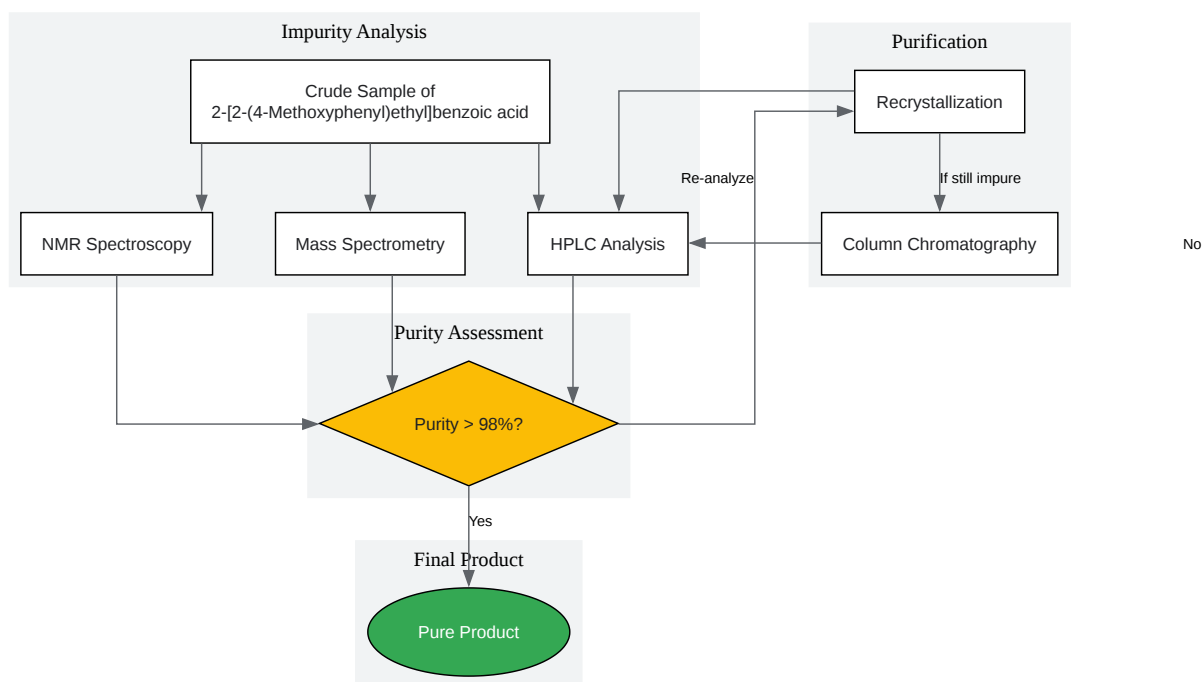 Impurity Analysis
Purification
Crude Sample of
2-[2-(4-Methoxyphenyl)ethyl]benzoic acid
Recrystallization
Re-analyze
If still impure
NMR Spectroscopy
Mass Spectrometry
HPLC Analysis
Column Chromatography
No
Purity Assessment
Purity > 98%?
Yes
Final Product
Pure Product